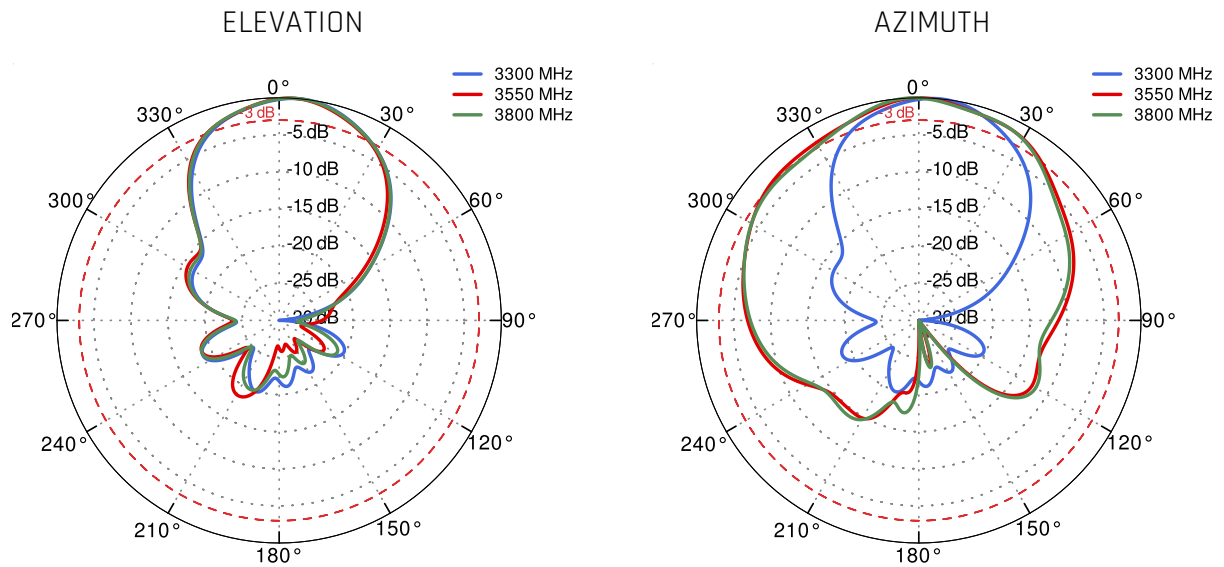 ELEVATION
3300 MHz
3550 MHz
3800 MHz
0°
-3 dB
330°
30°
-5 dB
-10 dB
300°
60°
-15 dB
-20 dB
-25 dB
-30 dB
270°
90°
240°
120°
210°
150°
180°
AZIMUTH
3300 MHz
3550 MHz
3800 MHz
0°
-3 dB
330°
30°
-5 dB
-10 dB
300°
60°
-15 dB
-20 dB
-25 dB
-30 dB
270°
90°
240°
120°
210°
150°
180°